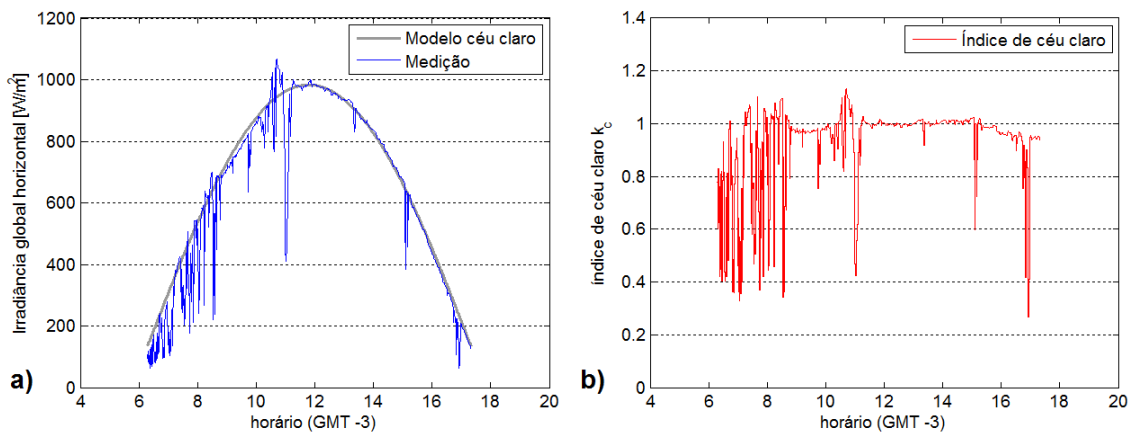 1200
1000
800
600
400
200
0
Irradiância global horizontal [W/m²]
Modelo céu claro
Medição
4 6 8 10 12 14 16 18 20
horário (GMT -3)
a)
1.4
1.2
1
0.8
0.6
0.4
0.2
0
índice de céu claro kc
Índice de céu claro
4 6 8 10 12 14 16 18 20
horário (GMT -3)
b)